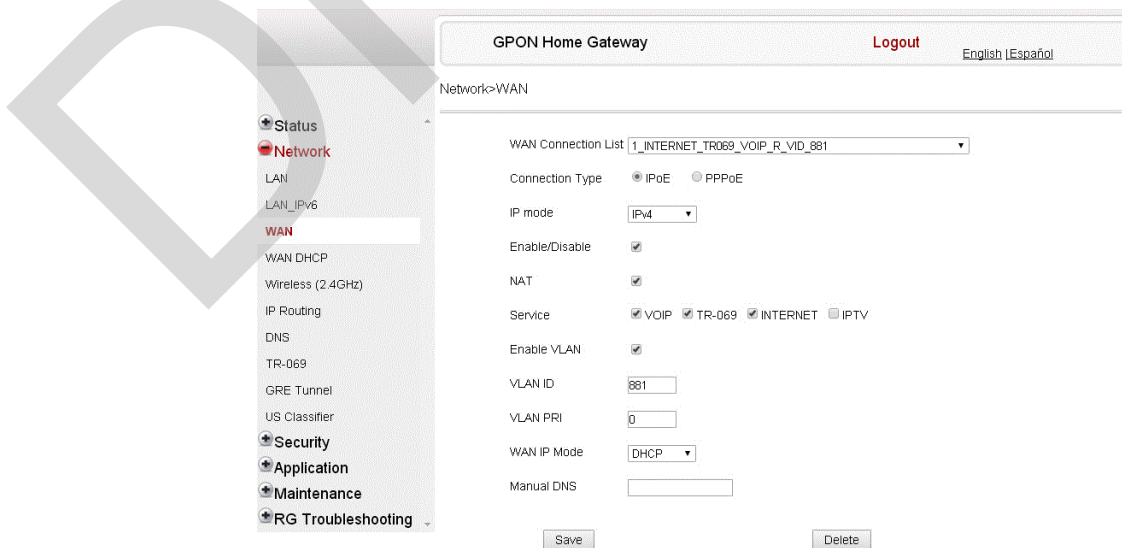 GPON Home Gateway
Logout
English | Español
Network>WAN
Status
Network
LAN
LAN_IPv6
WAN
WAN DHCP
Wireless (2.4GHz)
IP Routing
DNS
TR-069
GRE Tunnel
US Classifier
Security
Application
Maintenance
RG Troubleshooting
WAN Connection List 1_INTERNET_TR069_VOIP_R_VID_881
Connection Type IPoE PPPoE
IP mode IPv4
Enable/Disable
NAT
Service VOIP TR-069 INTERNET IPTV
Enable VLAN
VLAN ID 881
VLAN PRI 0
WAN IP Mode DHCP
Manual DNS
Save Delete